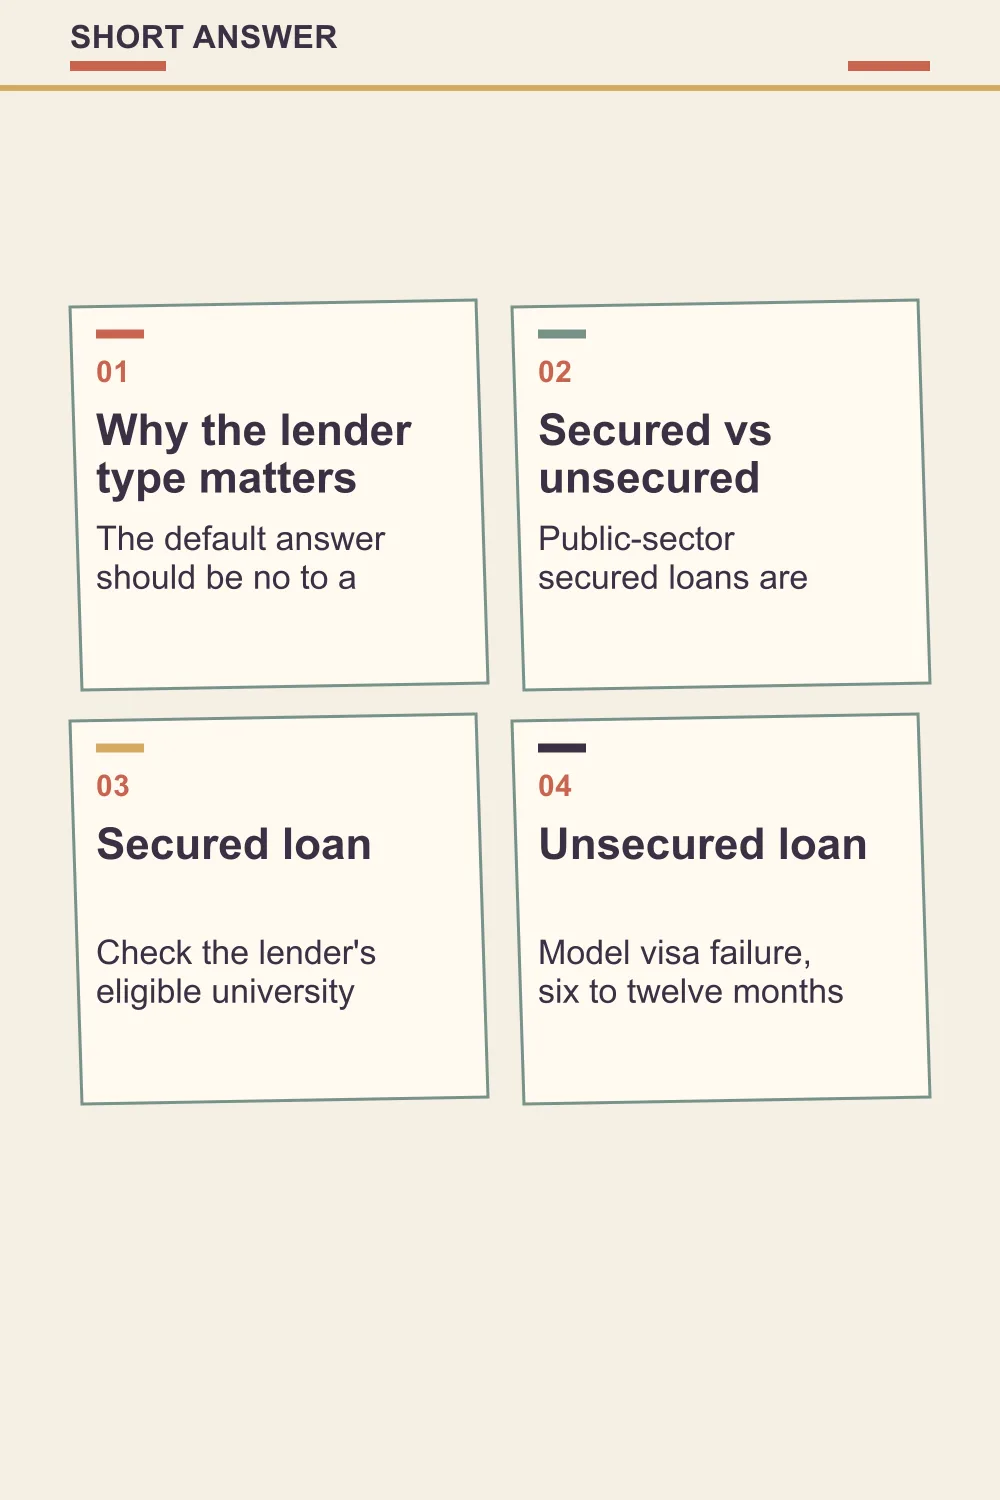 SHORT ANSWER
01
Why the lender
type matters
The default answer
should be no to a
02
Secured vs
unsecured
Public-sector
secured loans are
03
Secured loan
Check the lender's
eligible university
04
Unsecured loan
Model visa failure,
six to twelve months